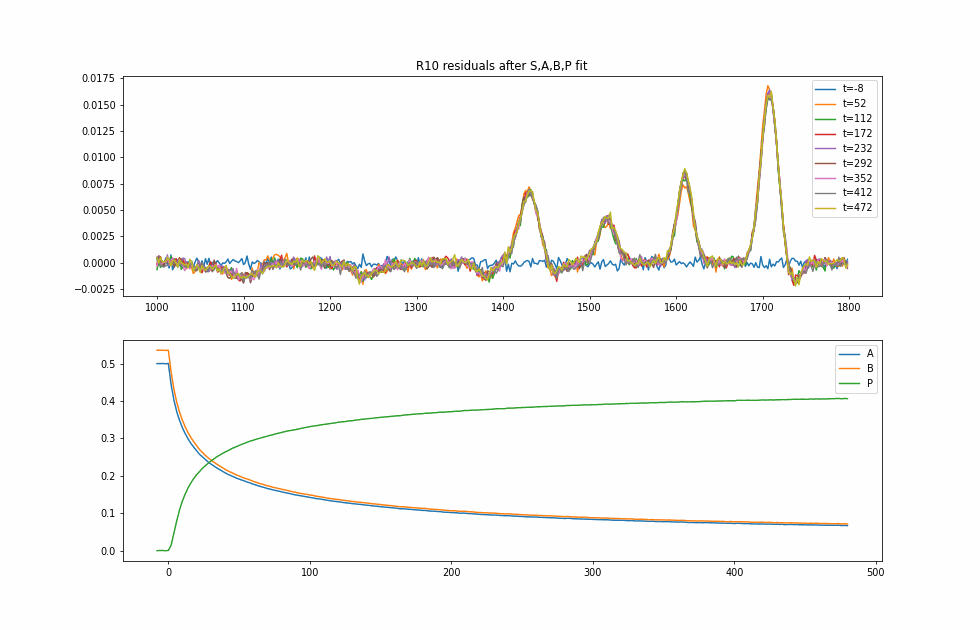 R10 residuals after S,A,B,P fit
0.0175
0.0150
0.0125
0.0100
0.0075
0.0050
0.0025
0.0000
−0.0025
1000 1100 1200 1300 1400 1500 1600 1700 1800
t=-8
t=52
t=112
t=172
t=232
t=292
t=352
t=412
t=472
0.5
0.4
0.3
0.2
0.1
0.0
0 100 200 300 400 500
A
B
P